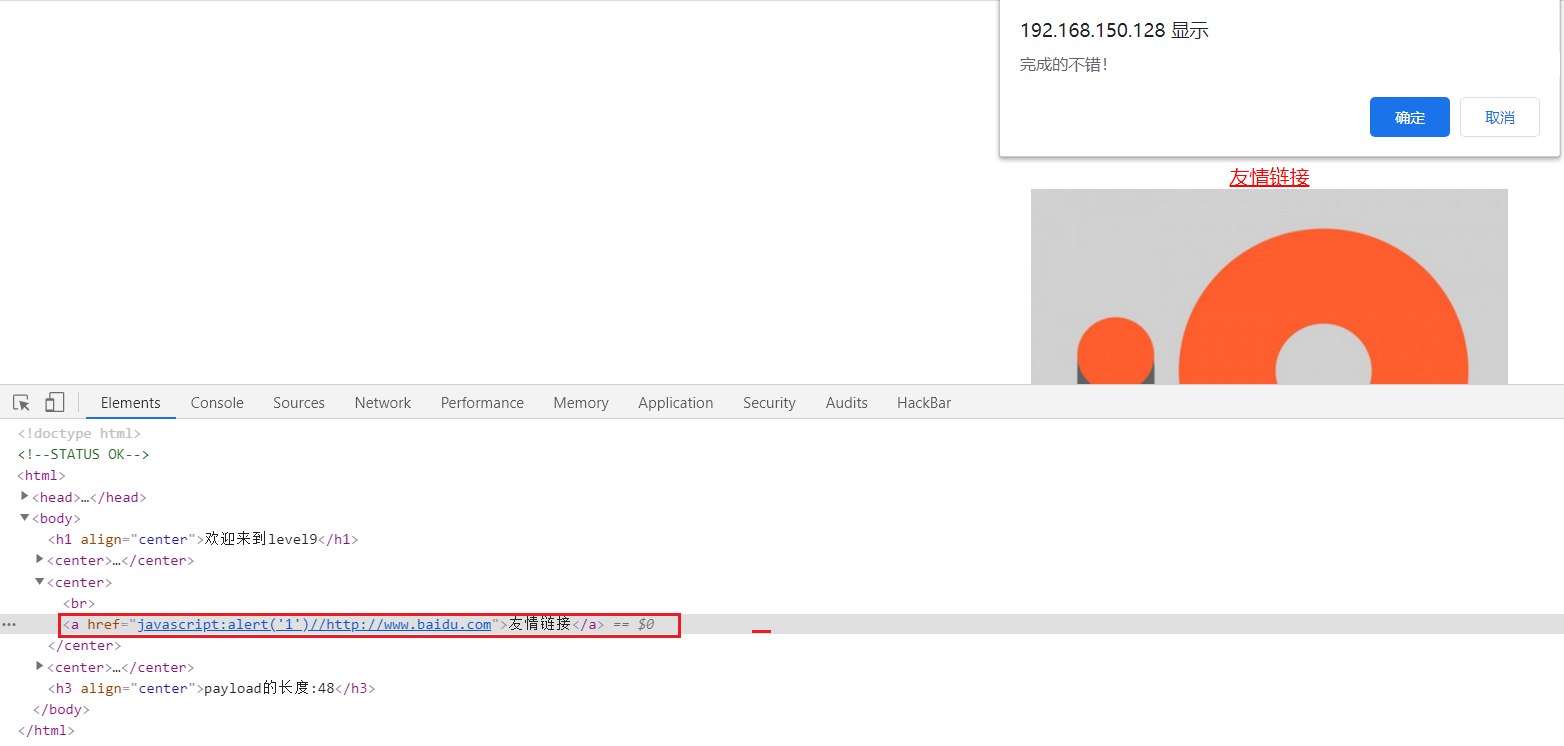 192.168.150.128 显示
完成的不错！
确定 取消
友情链接
Elements Console Sources Network Performance Memory Application Security Audits HackBar
<!doctype html>
<!--STATUS OK-->
<html>
<head>…</head>
<body>
<h1 align="center">欢迎来到level9</h1>
<center>…</center>
<center>
<br>
<a href="javascript:alert('1')//http://www.baidu.com">友情链接</a> == $0
</center>
<center>…</center>
<h3 align="center">payload的长度:48</h3>
</body>
</html>